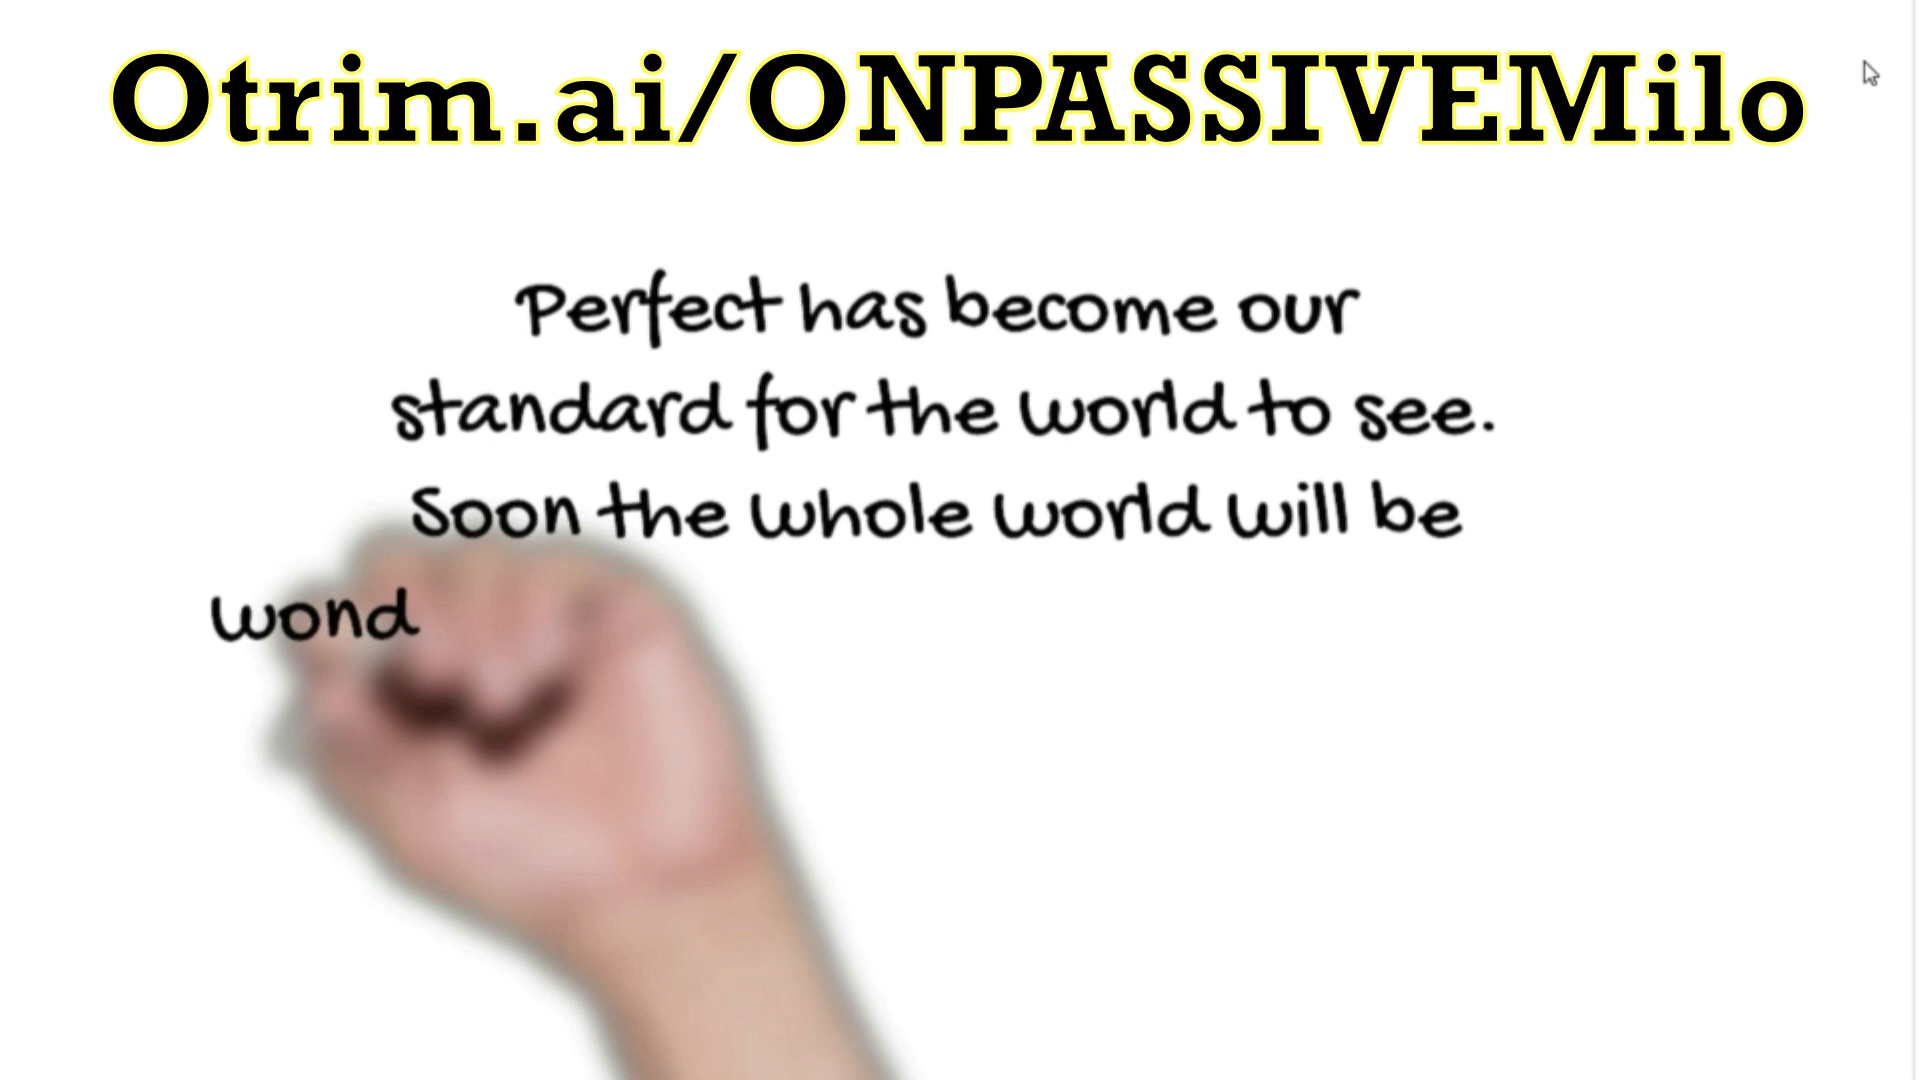 Otrim.ai/ONPASSIVEMilo
Perfect has become our
standard for the world to see.
Soon the whole world will be
wond